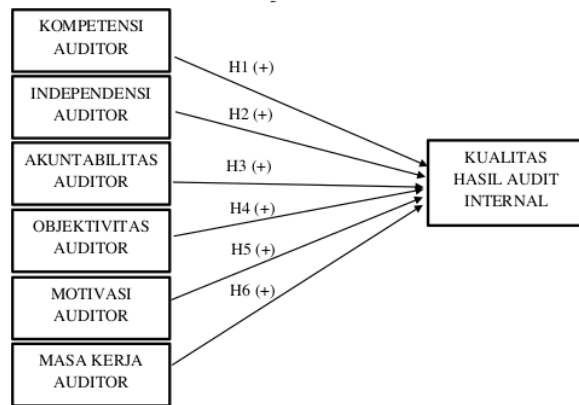 KOMPETENSI
AUDITOR
H1 (+)
INDEPENDENSI
AUDITOR
H2 (+)
AKUNTABILITAS
AUDITOR
H3 (+)
KUALITAS
HASIL AUDIT
INTERNAL
OBJEKTIVITAS
AUDITOR
H4 (+)
H5 (+)
MOTIVASI
AUDITOR
H6 (+)
MASA KERJA
AUDITOR